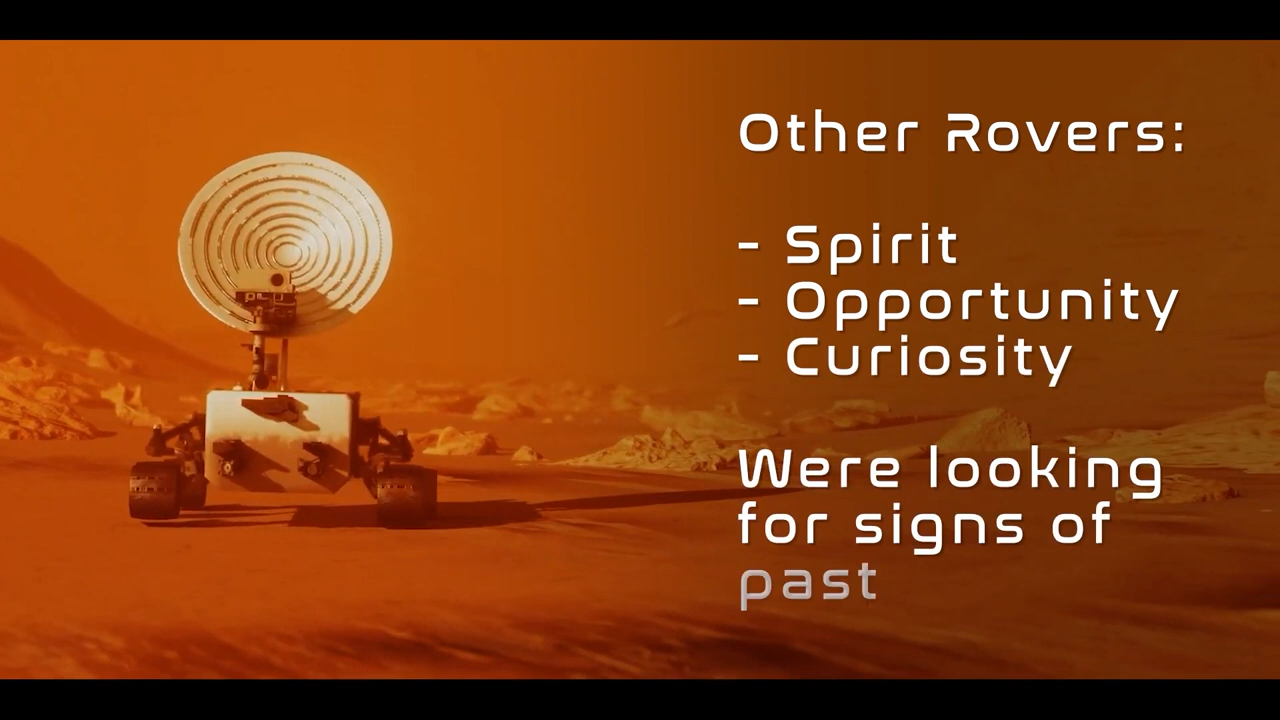 Other Rovers:
- Spirit
- Opportunity
- Curiosity
Were looking
for signs of
past